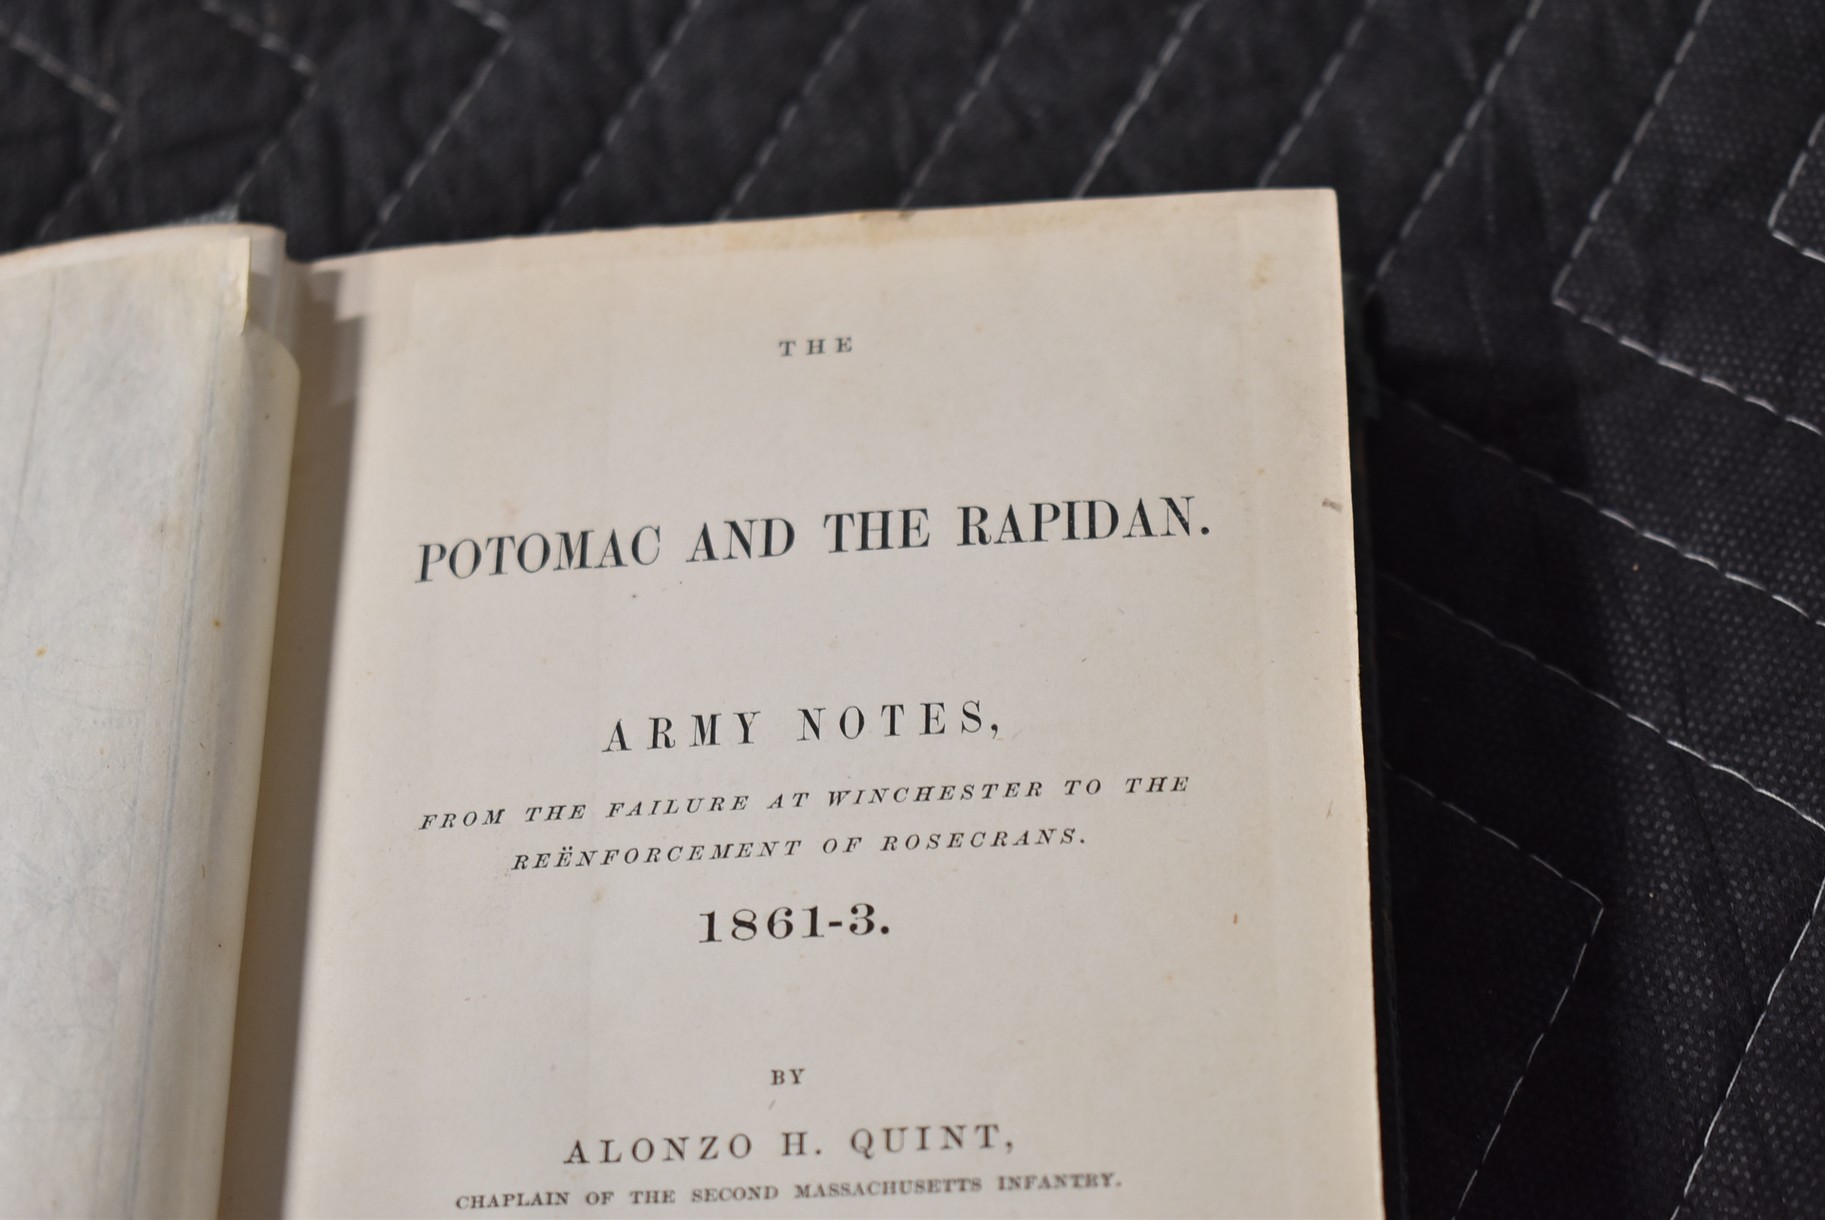 THE
POTOMAC AND THE RAPIDAN.
ARMY NOTES,
FROM THE FAILURE AT WINCHESTER TO THE
REËNFORCEMENT OF ROSECRANS.
1861-3.
BY
ALONZO H. QUINT,
CHAPLAIN OF THE SECOND MASSACHUSETTS INFANTRY.